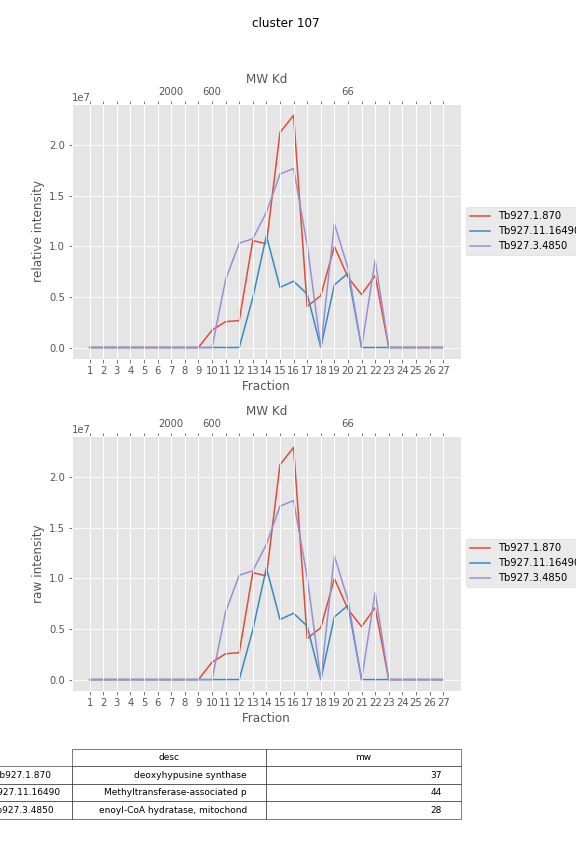 cluster 107
MW Kd
2000 600 66
1e7
2.0
1.5
1.0
0.5
0.0
relative intensity
Tb927.1.870
Tb927.11.16490
Tb927.3.4850
1 2 3 4 5 6 7 8 9 10 11 12 13 14 15 16 17 18 19 20 21 22 23 24 25 26 27
Fraction
MW Kd
2000 600 66
1e7
2.0
1.5
1.0
0.5
0.0
raw intensity
Tb927.1.870
Tb927.11.16490
Tb927.3.4850
1 2 3 4 5 6 7 8 9 10 11 12 13 14 15 16 17 18 19 20 21 22 23 24 25 26 27
Fraction
desc mw
b927.1.870 deoxyhypusine synthase 37
927.11.16490 Methyltransferase-associated p 44
b927.3.4850 enoyl-CoA hydratase, mitochond 28